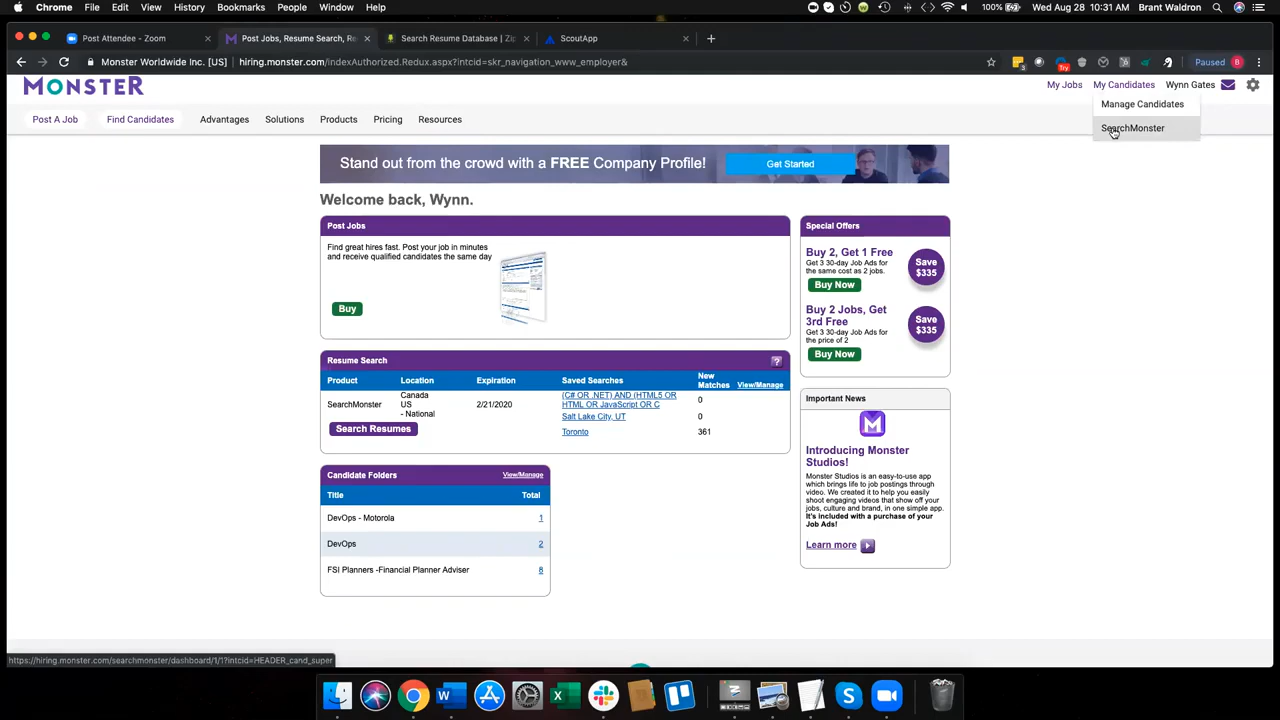 Chrome File Edit View History Bookmarks People Window Help 100% Wed Aug 28 10:31 AM Brant Waldron
Post Attendee - Zoom × Post Jobs, Resume Search, Re × Search Resume Database | Zip × ScoutApp × +
Monster Worldwide Inc. [US] | hiring.monster.com/indexAuthorized.Redux.aspx?intcid=skr_navigation_www_employer& Paused B
MONSTER My Jobs My Candidates Wynn Gates
Manage Candidates
Post A Job Find Candidates Advantages Solutions Products Pricing Resources
SearchMonster
Stand out from the crowd with a FREE Company Profile! Get Started
Welcome back, Wynn.
Post Jobs
Find great hires fast. Post your job in minutes
and receive qualified candidates the same day
Buy
Special Offers
Buy 2, Get 1 Free
Get 3 30-day Job Ads for
the same cost as 2 jobs.
Buy Now
Save
$335
Buy 2 Jobs, Get
3rd Free
Get 3 30-day Job Ads for
the price of 2
Buy Now
Save
$335
Resume Search ?
Product Location Expiration Saved Searches New Matches View/Manage
SearchMonster
Canada
US
- National
2/21/2020
(C# OR .NET) AND (HTML5 OR
HTML OR JavaScript OR C
0
Salt Lake City, UT 0
Toronto 361
Search Resumes
Important News
M
Introducing Monster
Studios!
Monster Studios is an easy-to-use app
which brings life to job postings through
video. We created it to help you easily
shoot engaging videos that show off your
jobs, culture and brand, in one simple app.
It's included with a purchase of your
Job Ads!
Learn more
Candidate Folders View/Manage
Title Total
DevOps - Motorola 1
DevOps 2
FSI Planners -Financial Planner Adviser 8
https://hiring.monster.com/searchmonster/dashboard/1/1?intcid=HEADER_cand_super